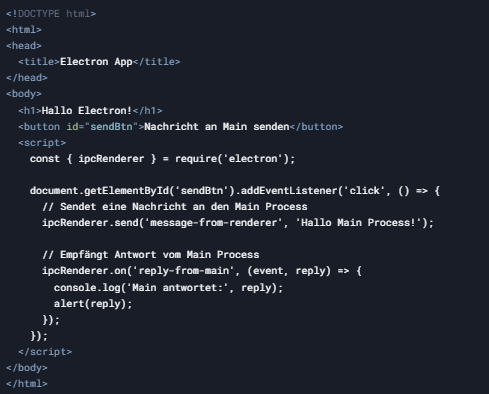 <!DOCTYPE html>
<html>
<head>
  <title>Electron App</title>
</head>
<body>
  <h1>Hallo Electron!</h1>
  <button id="sendBtn">Nachricht an Main senden</button>
  <script>
    const { ipcRenderer } = require('electron');

    document.getElementById('sendBtn').addEventListener('click', () => {
      // Sendet eine Nachricht an den Main Process
      ipcRenderer.send('message-from-renderer', 'Hallo Main Process!');

      // Empfängt Antwort vom Main Process
      ipcRenderer.on('reply-from-main', (event, reply) => {
        console.log('Main antwortet:', reply);
        alert(reply);
      });
    });
  </script>
</body>
</html>